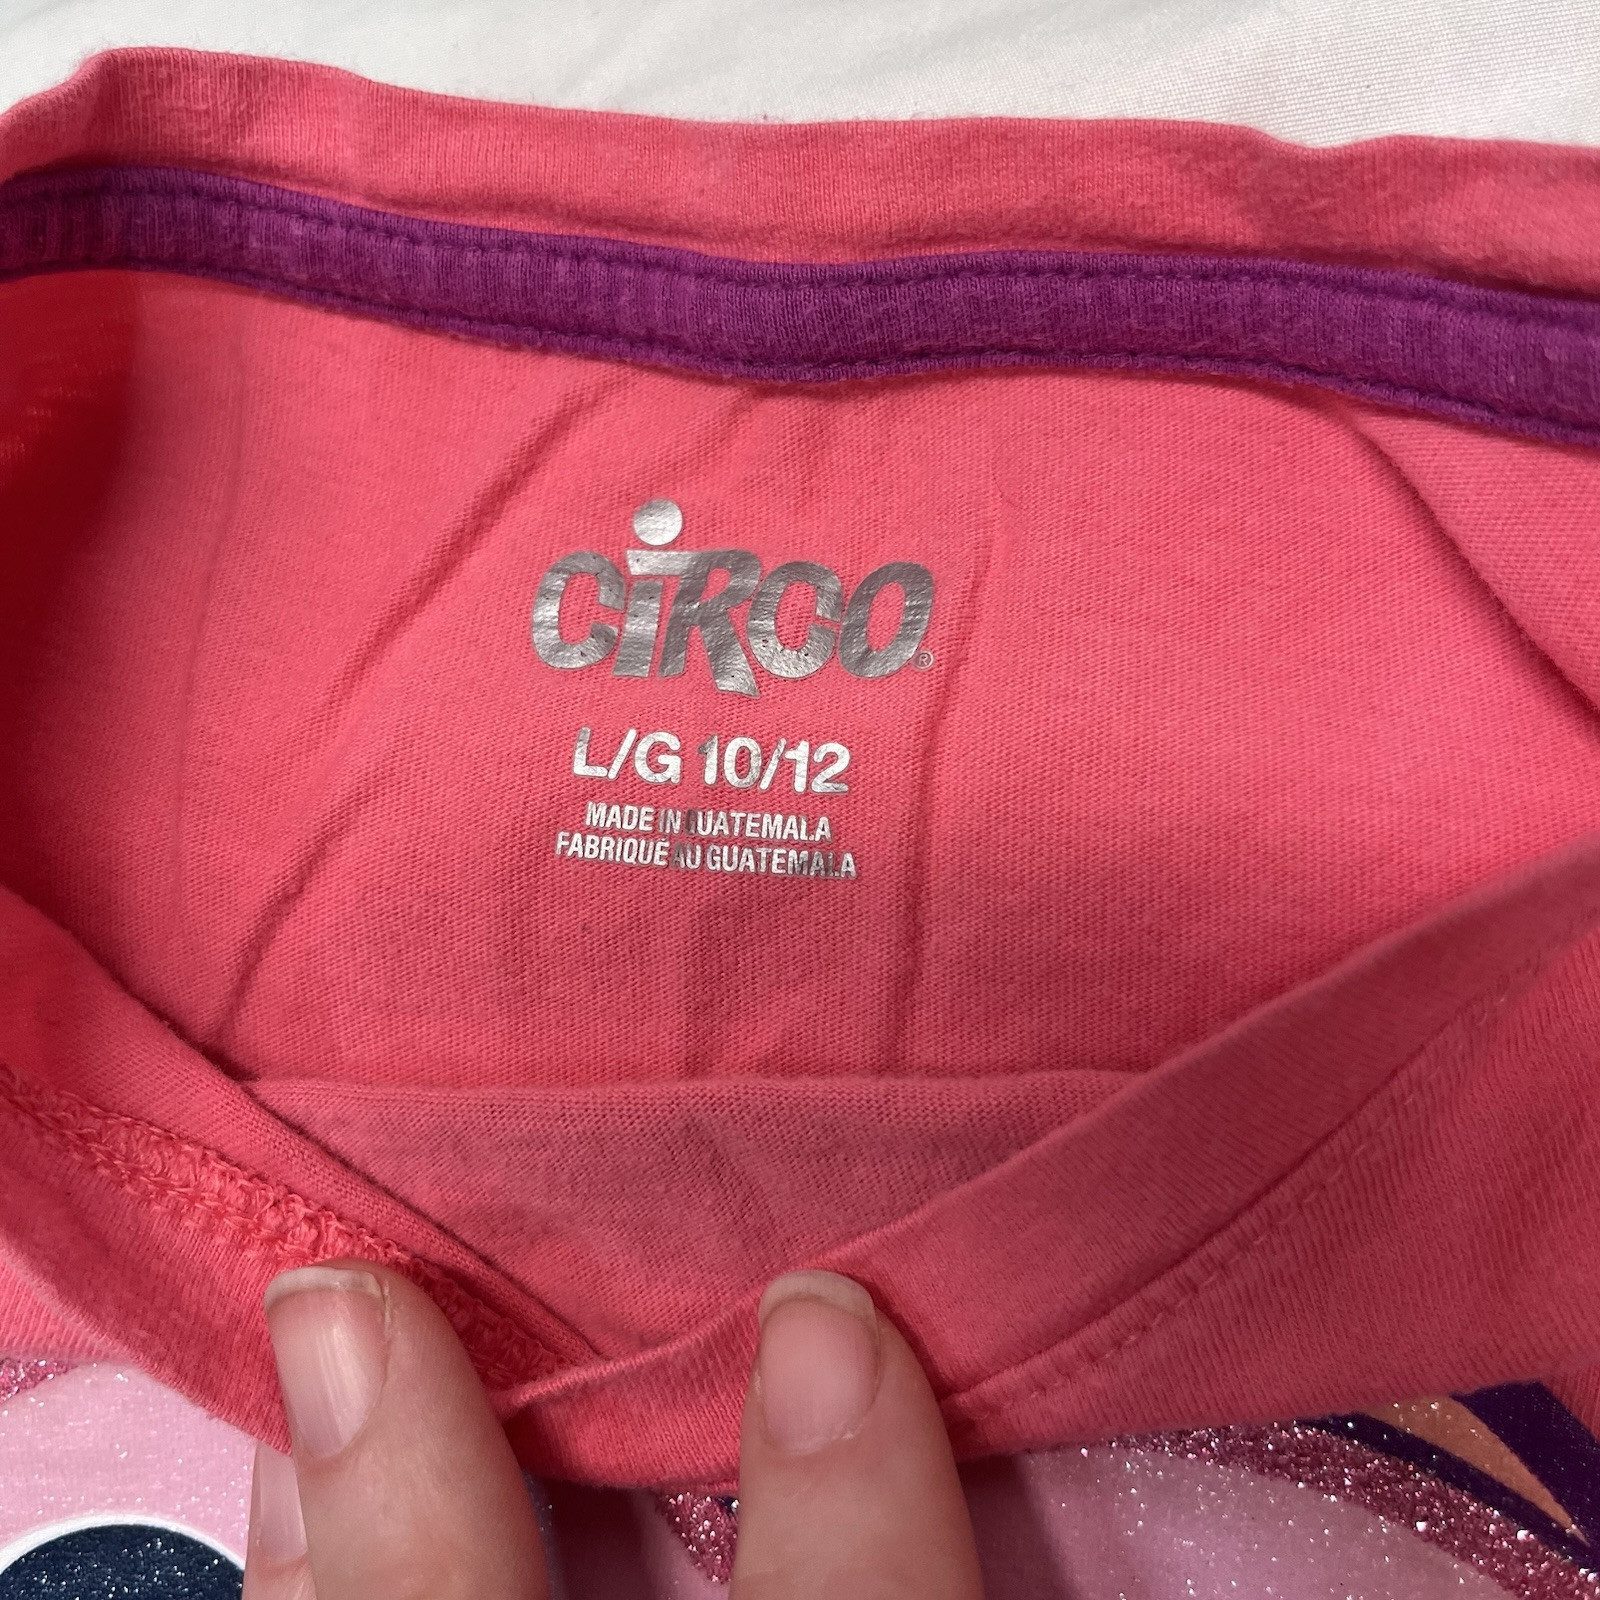 CiRCO®
L/G 10/12
MADE IN GUATEMALA
FABRIQUÉ AU GUATEMALA